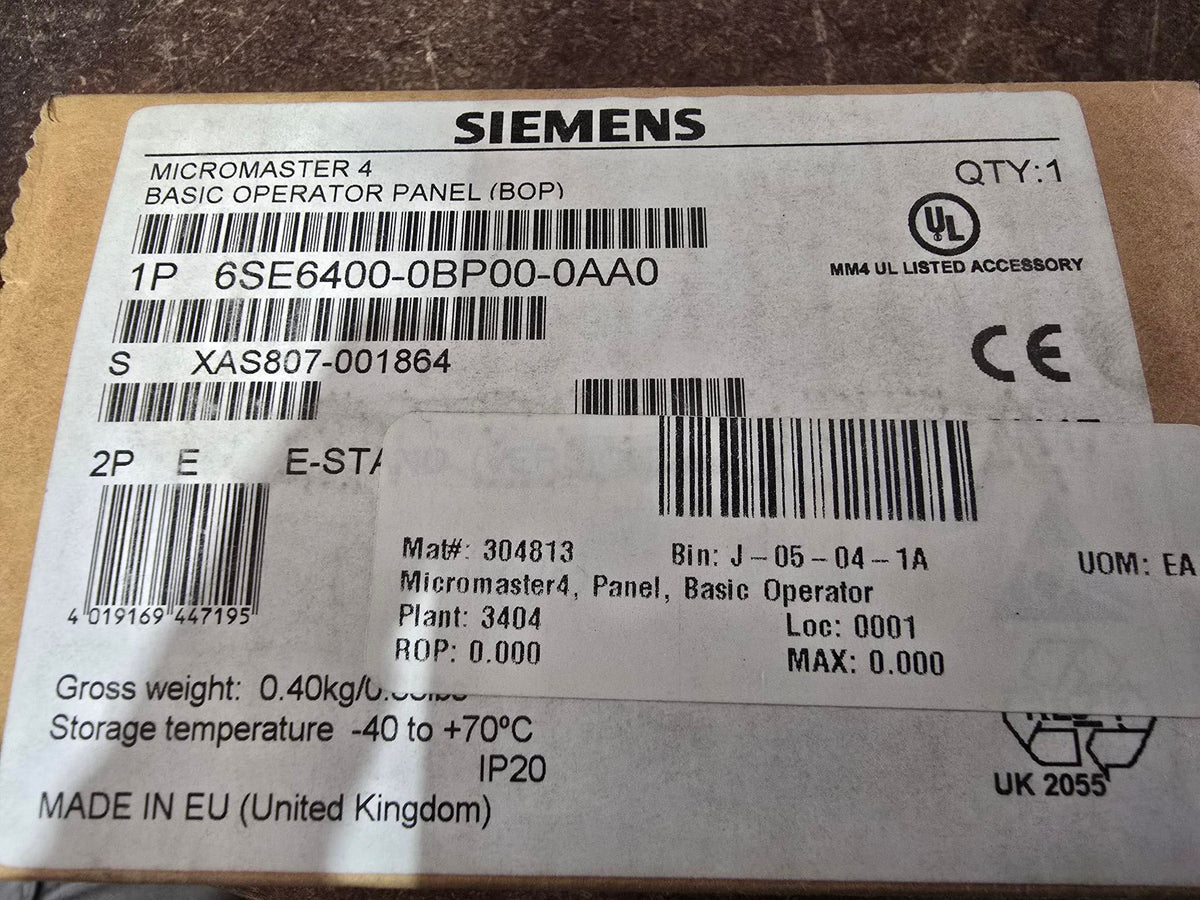 SIEMENS
MICROMASTER 4
BASIC OPERATOR PANEL (BOP)
QTY:1
UL
MM4 UL LISTED ACCESSORY
1P 6SE6400-0BP00-0AA0
CE
S XAS807-001864
2P E E-STA
4 019169 447195
Mat#: 304813 Bin: J-05-04-1A UOM: EA
Micromaster4, Panel, Basic Operator
Plant: 3404 Loc: 0001
ROP: 0.000 MAX: 0.000
Gross weight: 0.40kg/
Storage temperature -40 to +70ºC
IP20
UK 2055
MADE IN EU (United Kingdom)